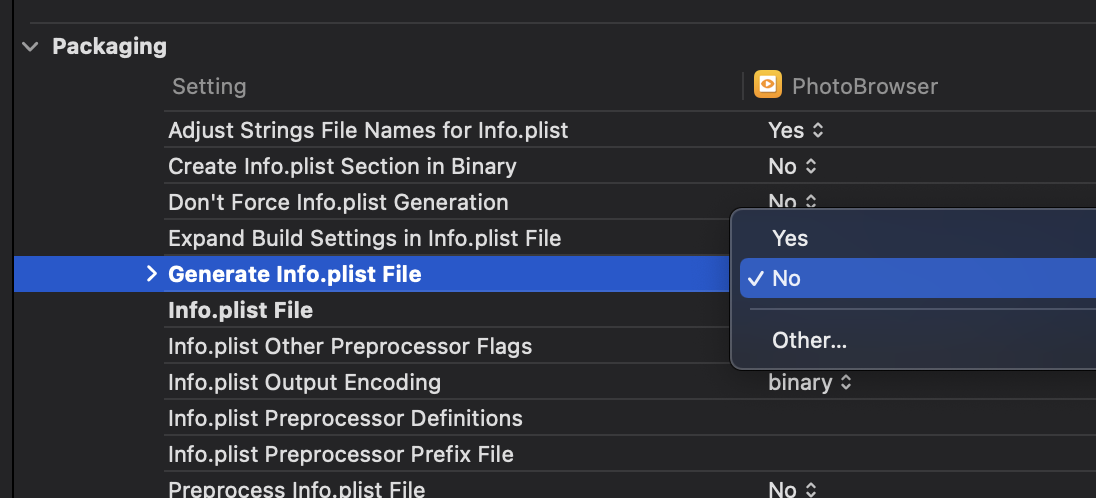 Packaging
Setting PhotoBrowser
Adjust Strings File Names for Info.plist Yes
Create Info.plist Section in Binary No
Don't Force Info.plist Generation No
Expand Build Settings in Info.plist File Yes
Generate Info.plist File No
Info.plist File
Info.plist Other Preprocessor Flags Other...
Info.plist Output Encoding binary
Info.plist Preprocessor Definitions
Info.plist Preprocessor Prefix File
Preprocess Info.plist File No